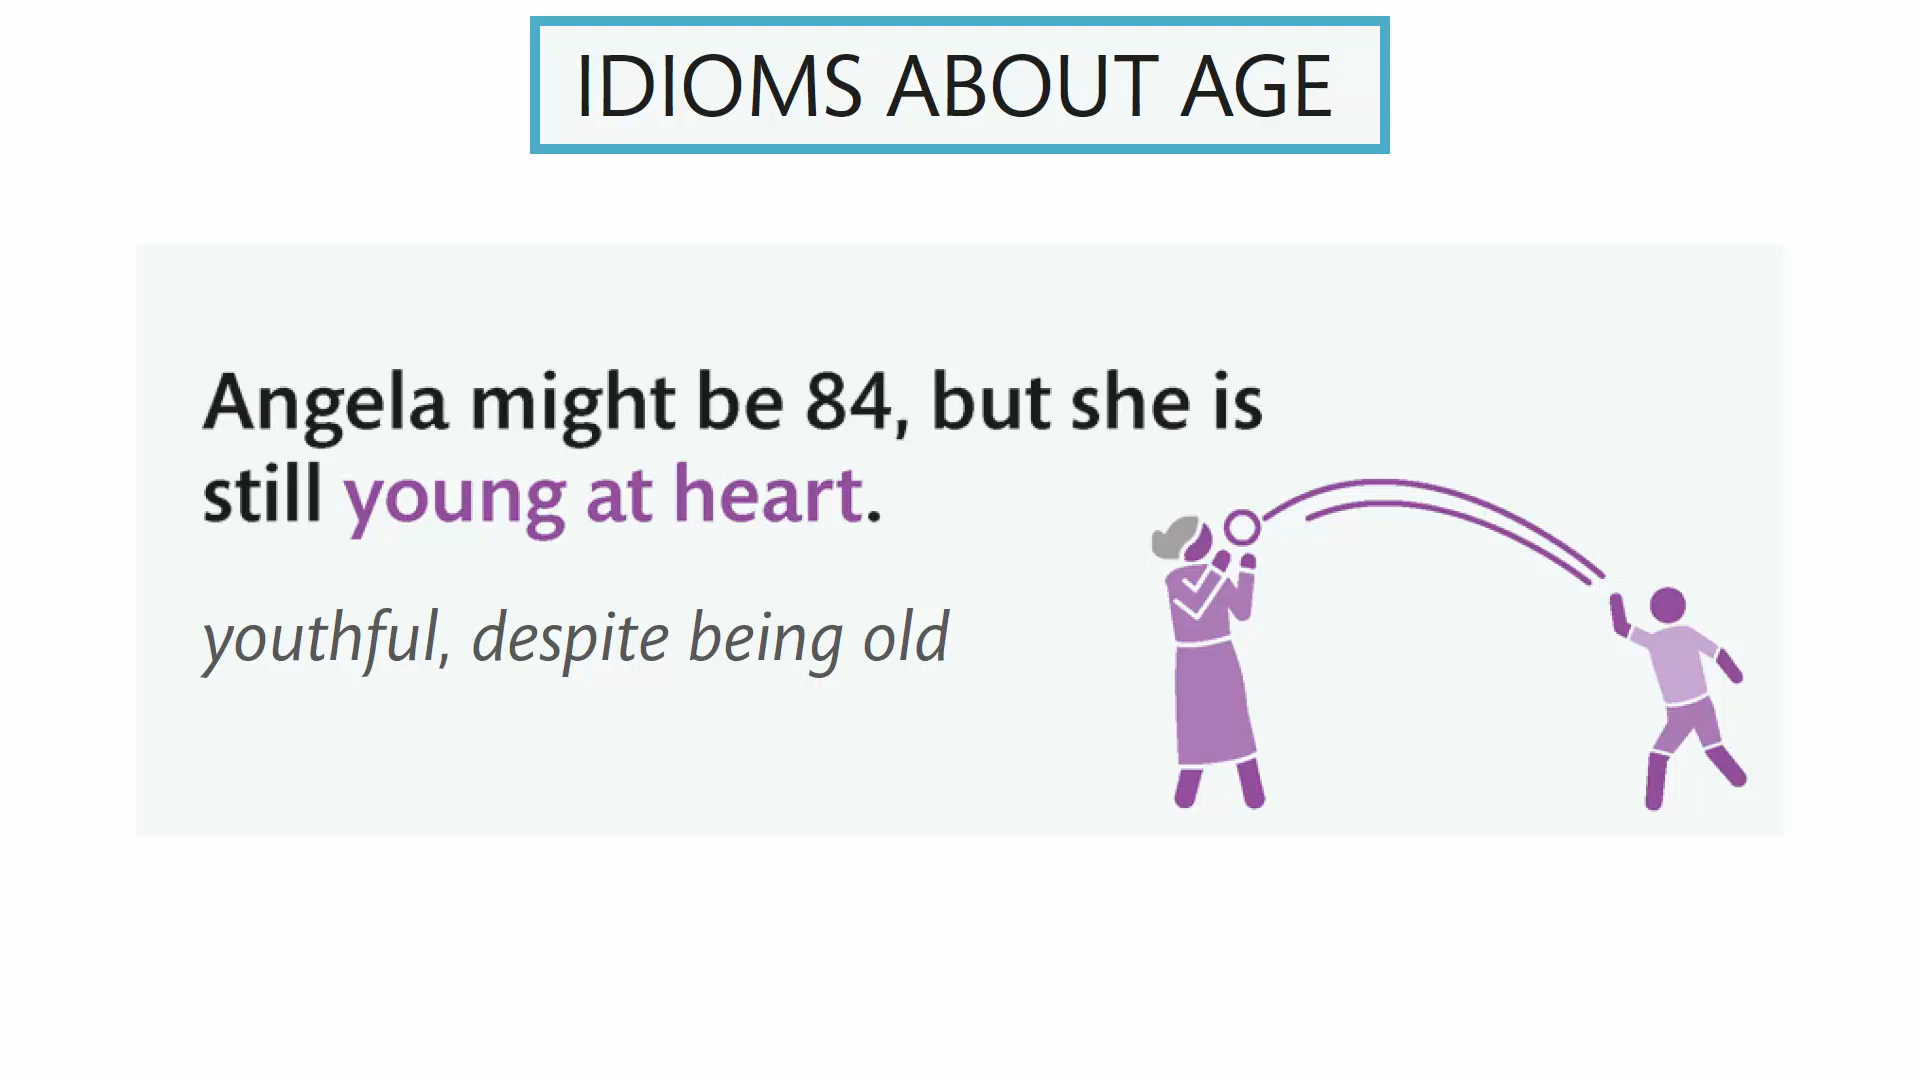 IDIOMS ABOUT AGE
Angela might be 84, but she is
still young at heart.
youthful, despite being old